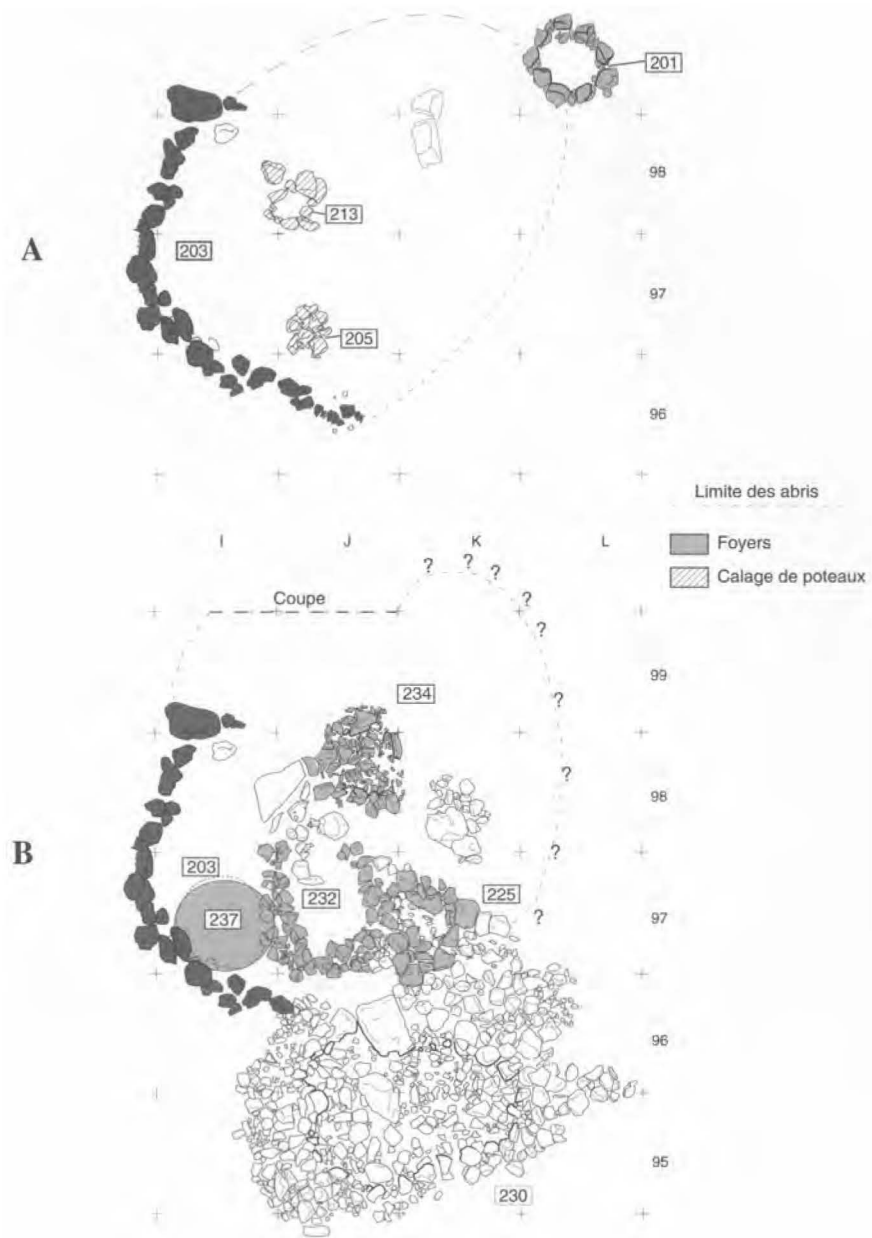 201
98
213
A
203
97
205
96
Limite des abris
I J K L
Foyers
Calage de poteaux
? ? ? ?
Coupe
?
99
234
?
?
98
B
?
203
225
232
237
?
97
96
95
230